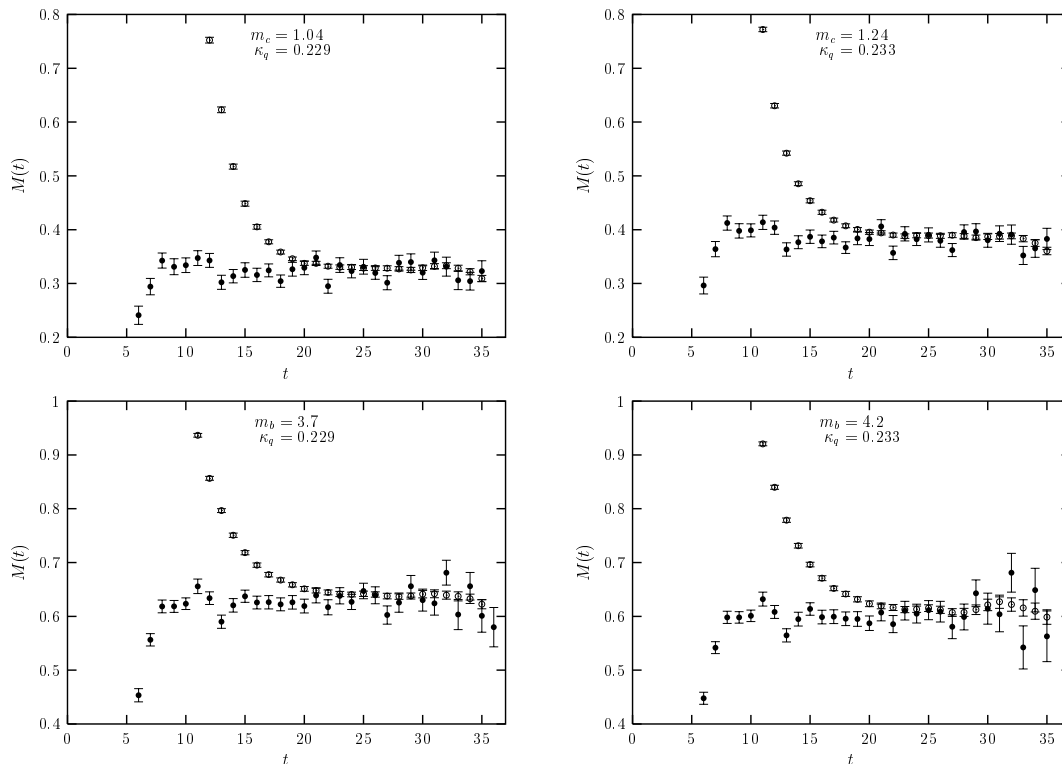 0.8
0.7
0.6
0.5
0.4
0.3
0.2
M(t)
m_c = 1.04
κ_q = 0.229
0 5 10 15 20 25 30 35
t
0.8
0.7
0.6
0.5
0.4
0.3
0.2
M(t)
m_c = 1.24
κ_q = 0.233
0 5 10 15 20 25 30 35
t
1
0.9
0.8
0.7
0.6
0.5
0.4
M(t)
m_b = 3.7
κ_q = 0.229
0 5 10 15 20 25 30 35
t
1
0.9
0.8
0.7
0.6
0.5
0.4
M(t)
m_b = 4.2
κ_q = 0.233
0 5 10 15 20 25 30 35
t